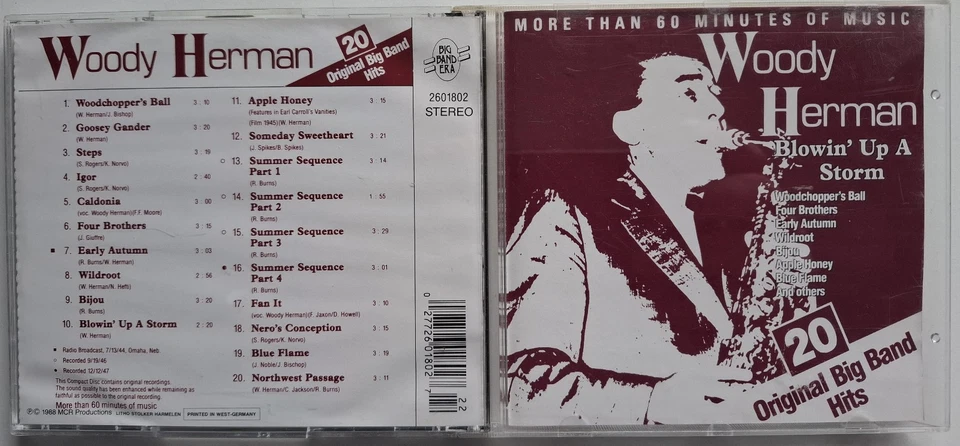 Woody Herman
20
Original Big Band
Hits
BIG
BAND
ERA
2601802
STEREO
1. Woodchopper's Ball 3:10
(W. Herman/J. Bishop)
2. Goosey Gander 3:20
(W. Herman)
3. Steps 3:19
(S. Rogers/K. Norvo)
4. Igor 2:40
(S. Rogers/K. Norvo)
5. Caldonia 3:00
(voc. Woody Herman)(F.F. Moore)
6. Four Brothers 3:15
(J. Giuffre)
7. Early Autumn 3:03
(R. Burns/W. Herman)
8. Wildroot 2:56
(W. Herman/N. Hefti)
9. Bijou 3:20
(R. Burns)
10. Blowin' Up A Storm 2:20
(W. Herman)
11. Apple Honey 3:15
(Features in Earl Carroll's Vanities)
(Film 1945)(W. Herman)
12. Someday Sweetheart 3:21
(J. Spikes/B. Spikes)
13. Summer Sequence 3:14
Part 1
(R. Burns)
14. Summer Sequence 1:55
Part 2
(R. Burns)
15. Summer Sequence 3:29
Part 3
(R. Burns)
16. Summer Sequence 3:01
Part 4
(R. Burns)
17. Fan It 3:10
(voc. Woody Herman)(F. Jaxon/D. Howell)
18. Nero's Conception 3:15
(S. Rogers/K. Norvo)
19. Blue Flame 3:19
(J. Noble/J. Bischop)
20. Northwest Passage 3:11
(W. Herman/C. Jackson/R. Burns)
Radio Broadcast, 7/13/44, Omaha, Neb.
Recorded 9/19/46
Recorded 12/12/47
This Compact Disc contains original recordings.
The sound quality has been enhanced while remaining as
faithful as possible to the original recording.
More than 60 minutes of music
℗© 1988 MCR Productions LITHO STOLKER HARMELEN PRINTED IN WEST-GERMANY
0 27726 01802 22
MORE THAN 60 MINUTES OF MUSIC
Woody
Herman
Blowin' Up A
Storm
Woodchopper's Ball
Four Brothers
Early Autumn
Wildroot
Bijou
Apple Honey
Blue Flame
And others
20
Original Big Band
Hits